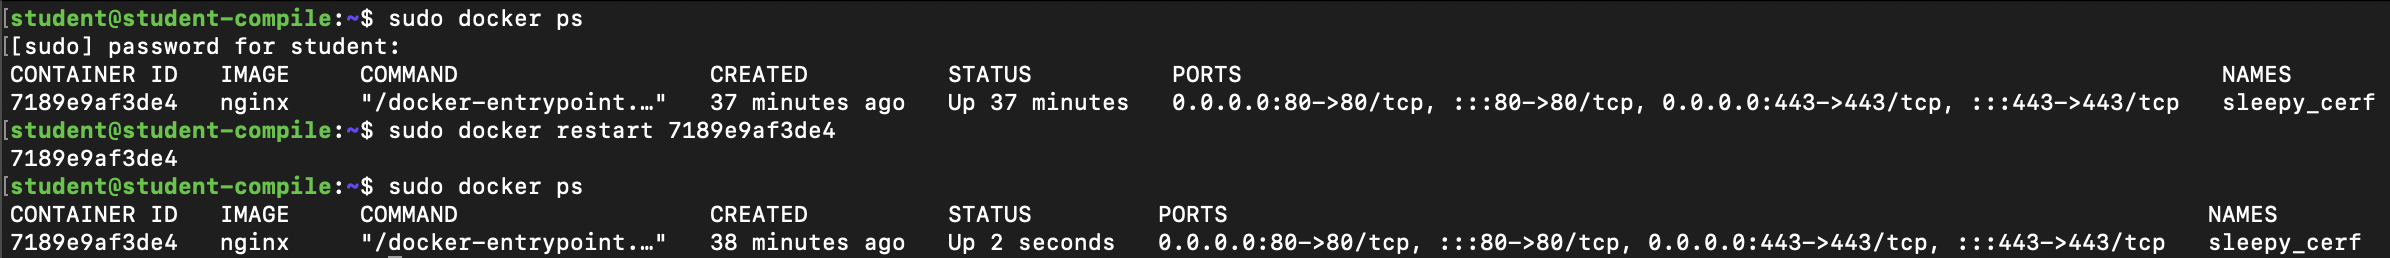 [student@student-compile:~$ sudo docker ps
[[sudo] password for student:
CONTAINER ID   IMAGE     COMMAND                  CREATED          STATUS          PORTS                                                                      NAMES
7189e9af3de4   nginx     "/docker-entrypoint.…"   37 minutes ago   Up 37 minutes   0.0.0.0:80->80/tcp, :::80->80/tcp, 0.0.0.0:443->443/tcp, :::443->443/tcp   sleepy_cerf
[student@student-compile:~$ sudo docker restart 7189e9af3de4
7189e9af3de4
[student@student-compile:~$ sudo docker ps
CONTAINER ID   IMAGE     COMMAND                  CREATED          STATUS         PORTS                                                                      NAMES
7189e9af3de4   nginx     "/docker-entrypoint.…"   38 minutes ago   Up 2 seconds   0.0.0.0:80->80/tcp, :::80->80/tcp, 0.0.0.0:443->443/tcp, :::443->443/tcp   sleepy_cerf